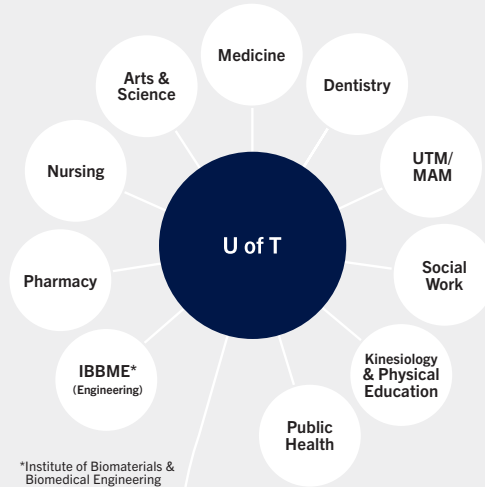 Medicine
Arts &
Science
Dentistry
Nursing
UTM/
MAM
U of T
Pharmacy
Social
Work
IBBME*
(Engineering)
Kinesiology
& Physical
Education
Public
Health
*Institute of Biomaterials &
Biomedical Engineering